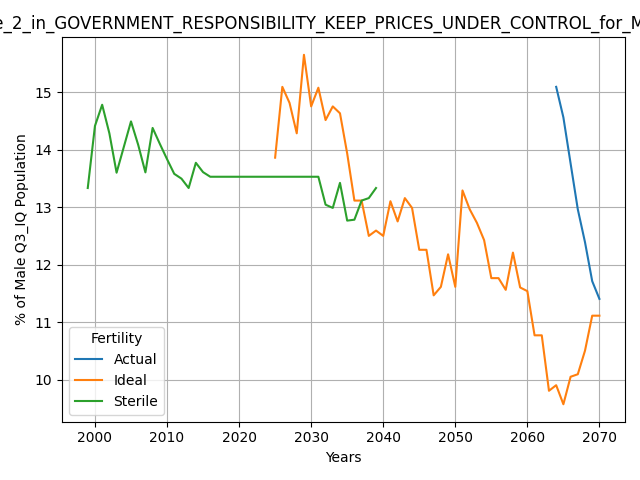 e_2_in_GOVERNMENT_RESPONSIBILITY_KEEP_PRICES_UNDER_CONTROL_for_M
% of Male Q3_IQ Population
15
14
13
12
11
10
Fertility
Actual
Ideal
Sterile
2000 2010 2020 2030 2040 2050 2060 2070
Years